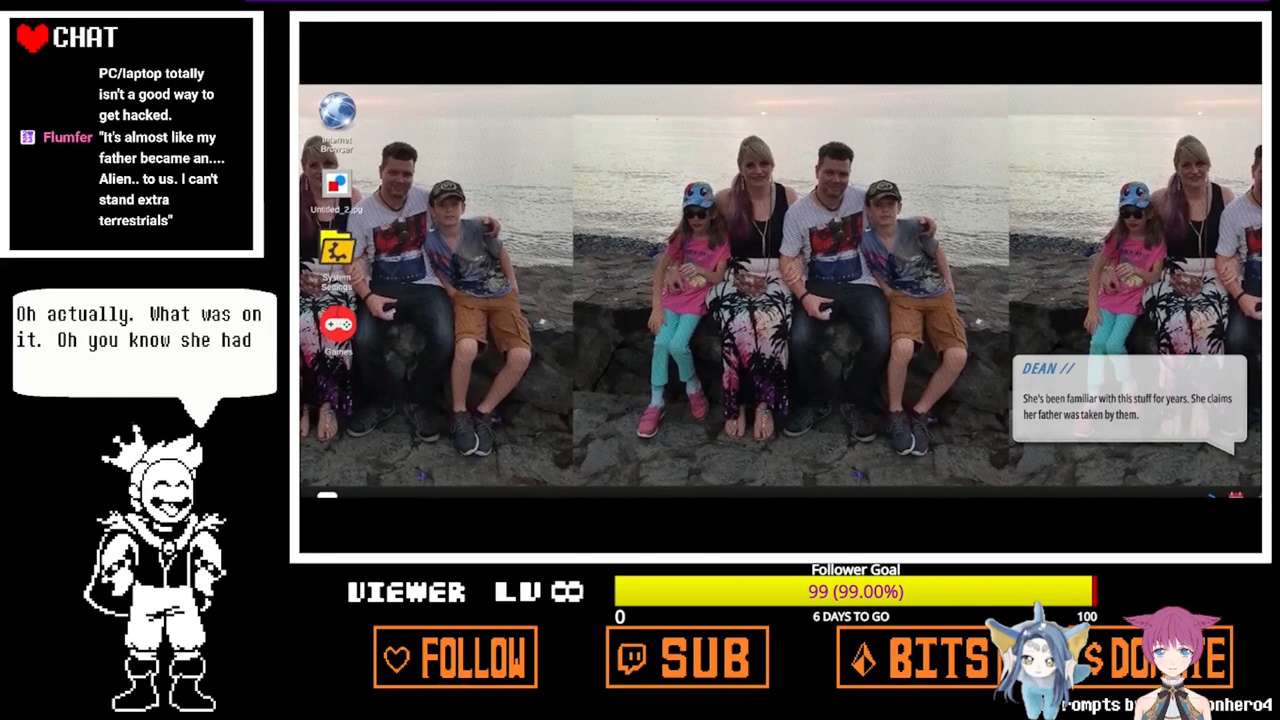 CHAT
PC/laptop totally
isn't a good way to
get hacked.
Flumfer "It's almost like my
father became an....
Alien.. to us. I can't
stand extra
terrestrials"
Oh actually. What was on
it. Oh you know she had
Internet
Browser
Untitled_2.jpg
System
Settings
Games
DEAN //
She's been familiar with this stuff for years. She claims
her father was taken by them.
VIEWER LV
Follower Goal
99 (99.00%)
0
6 DAYS TO GO
100
FOLLOW
SUB
BITS
$